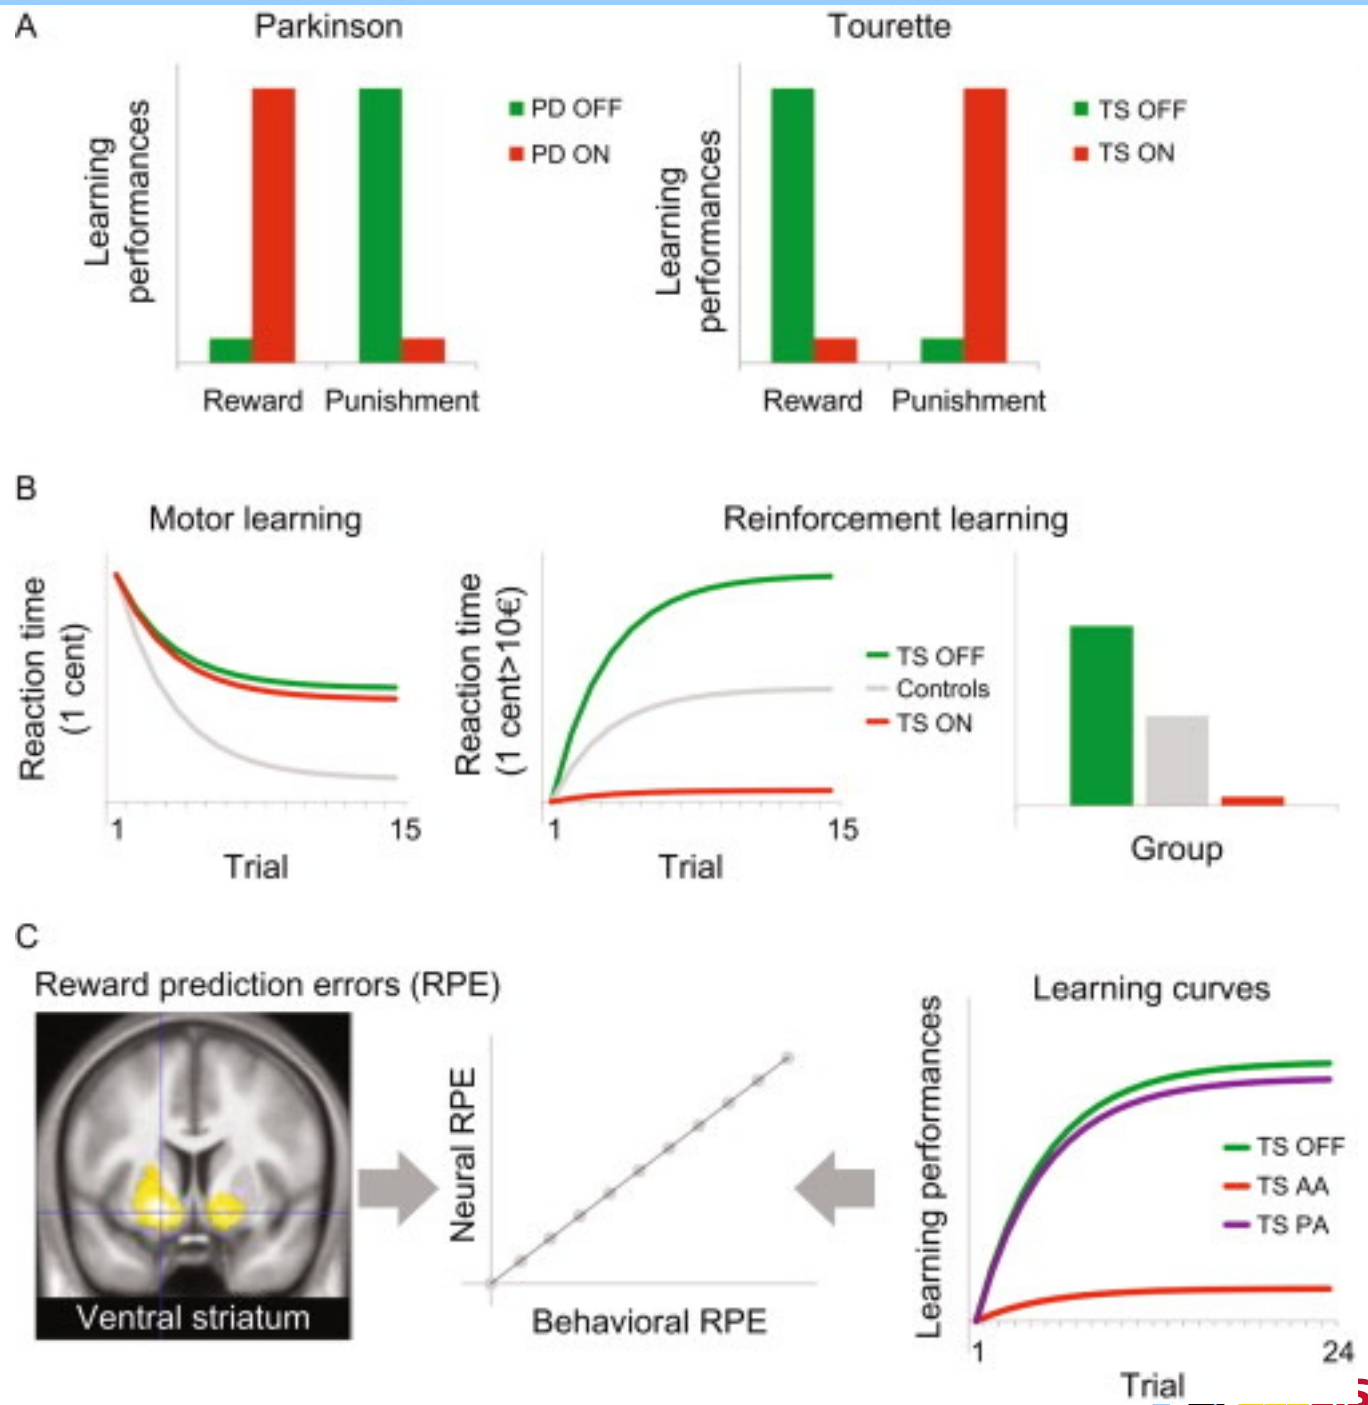 A
Parkinson
Tourette
Learning
performances
PD OFF
PD ON
Reward Punishment
Learning
performances
TS OFF
TS ON
Reward Punishment
B
Motor learning
Reinforcement learning
Reaction time
(1 cent)
1 15
Trial
Reaction time
(1 cent>10€)
1 15
Trial
TS OFF
Controls
TS ON
Group
C
Reward prediction errors (RPE)
Ventral striatum
Neural RPE
Behavioral RPE
Learning curves
Learning performances
TS OFF
TS AA
TS PA
1 24
Trial